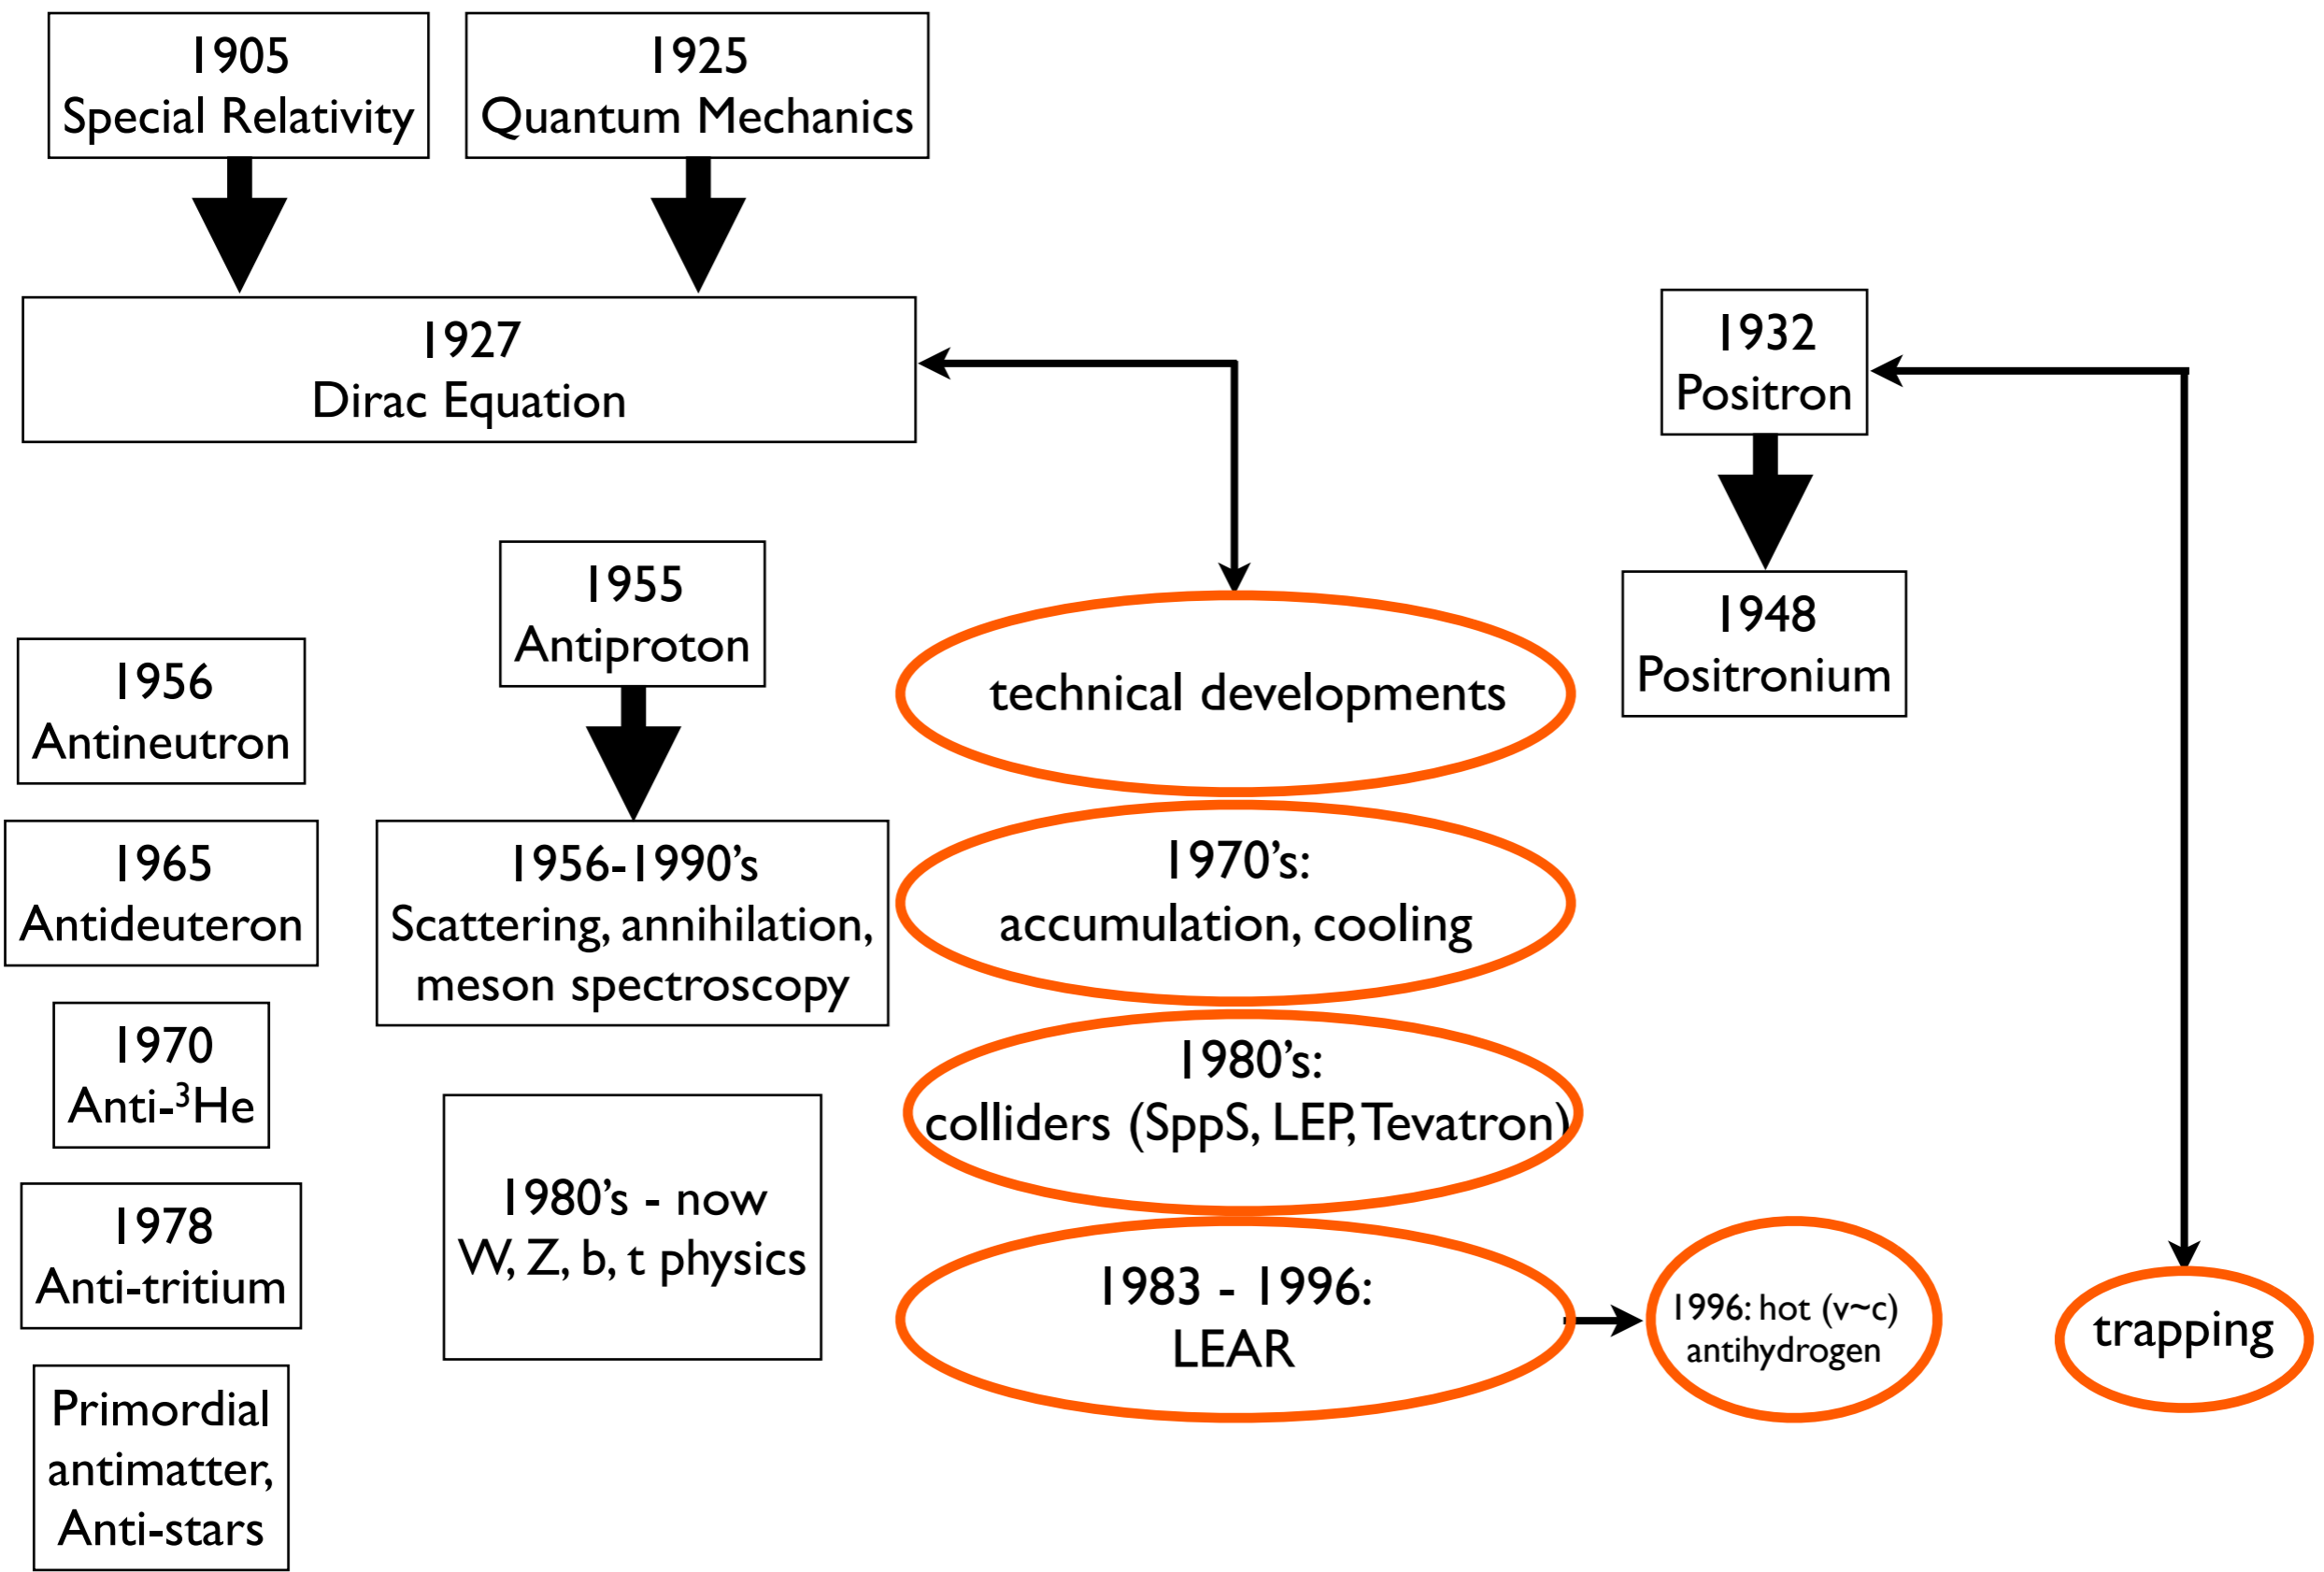 1905
Special Relativity
1925
Quantum Mechanics
1927
Dirac Equation
1932
Positron
1948
Positronium
1955
Antiproton
1956
Antineutron
1965
Antideuteron
1970
Anti-³He
1978
Anti-tritium
Primordial
antimatter,
Anti-stars
1956-1990’s
Scattering, annihilation,
meson spectroscopy
1980’s - now
W, Z, b, t physics
technical developments
1970’s:
accumulation, cooling
1980’s:
colliders (SppS, LEP, Tevatron)
1983 - 1996:
LEAR
1996: hot (v~c)
antihydrogen
trapping